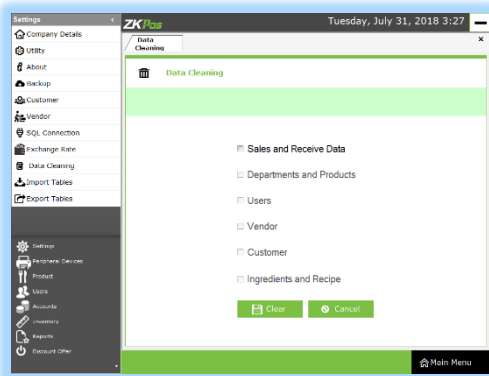 Settings
Company Details
Utility
About
Backup
Customer
Vendor
SQL Connection
Exchange Rate
Data Cleaning
Import Tables
Export Tables
Settings
Peripheral Devices
Product
Users
Accounts
Inventory
Reports
Discount Offer
ZKPos
Tuesday, July 31, 2018 3:27
Data
Cleaning
Data Cleaning
Sales and Receive Data
Departments and Products
Users
Vendor
Customer
Ingredients and Recipe
Clear
Cancel
Main Menu